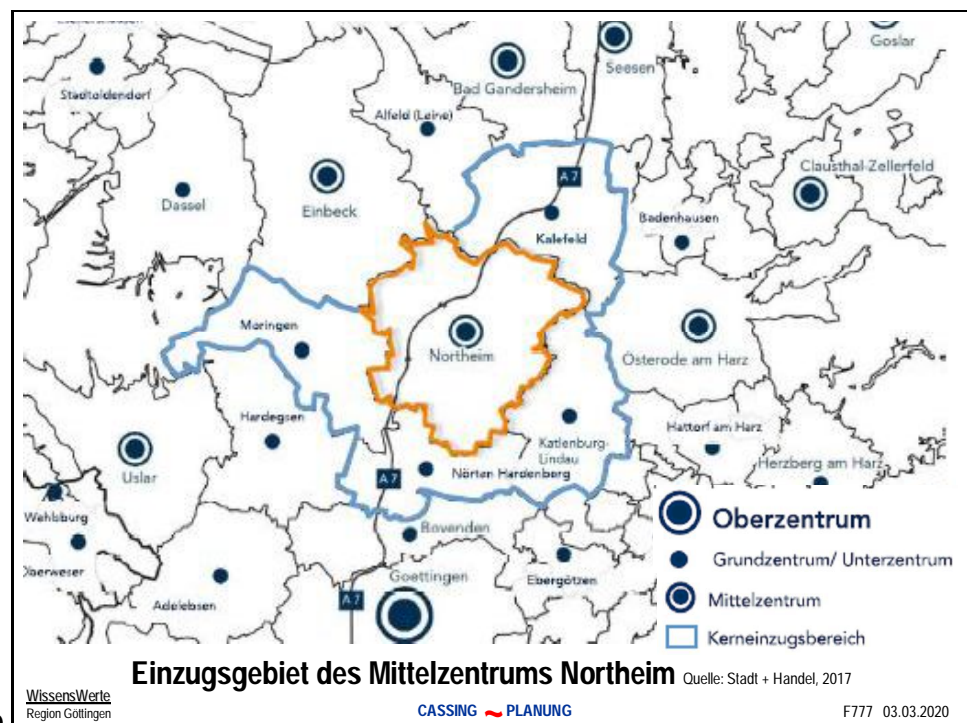 Goslar
Seesen
Bad Gandersheim
Stadtoldendorf
Alfeld (Leine)
Clausthal-Zellerfeld
A 7
Dassel
Einbeck
Badenhausen
Kalefeld
Moringen
Northeim
Osterode am Harz
Hardegsen
Katlenburg-
Lindau
Hattorf am Harz
Uslar
A 7
Nörten Hardenberg
Herzberg am Harz
Wahlsburg
Bovenden
Oberweser
Goettingen
Ebergötzen
Adelebsen
A 7
Oberzentrum
Grundzentrum/ Unterzentrum
Mittelzentrum
Kerneinzugsbereich
Einzugsgebiet des Mittelzentrums Northeim Quelle: Stadt + Handel, 2017
WissensWerte
Region Göttingen
CASSING PLANUNG
F777 03.03.2020